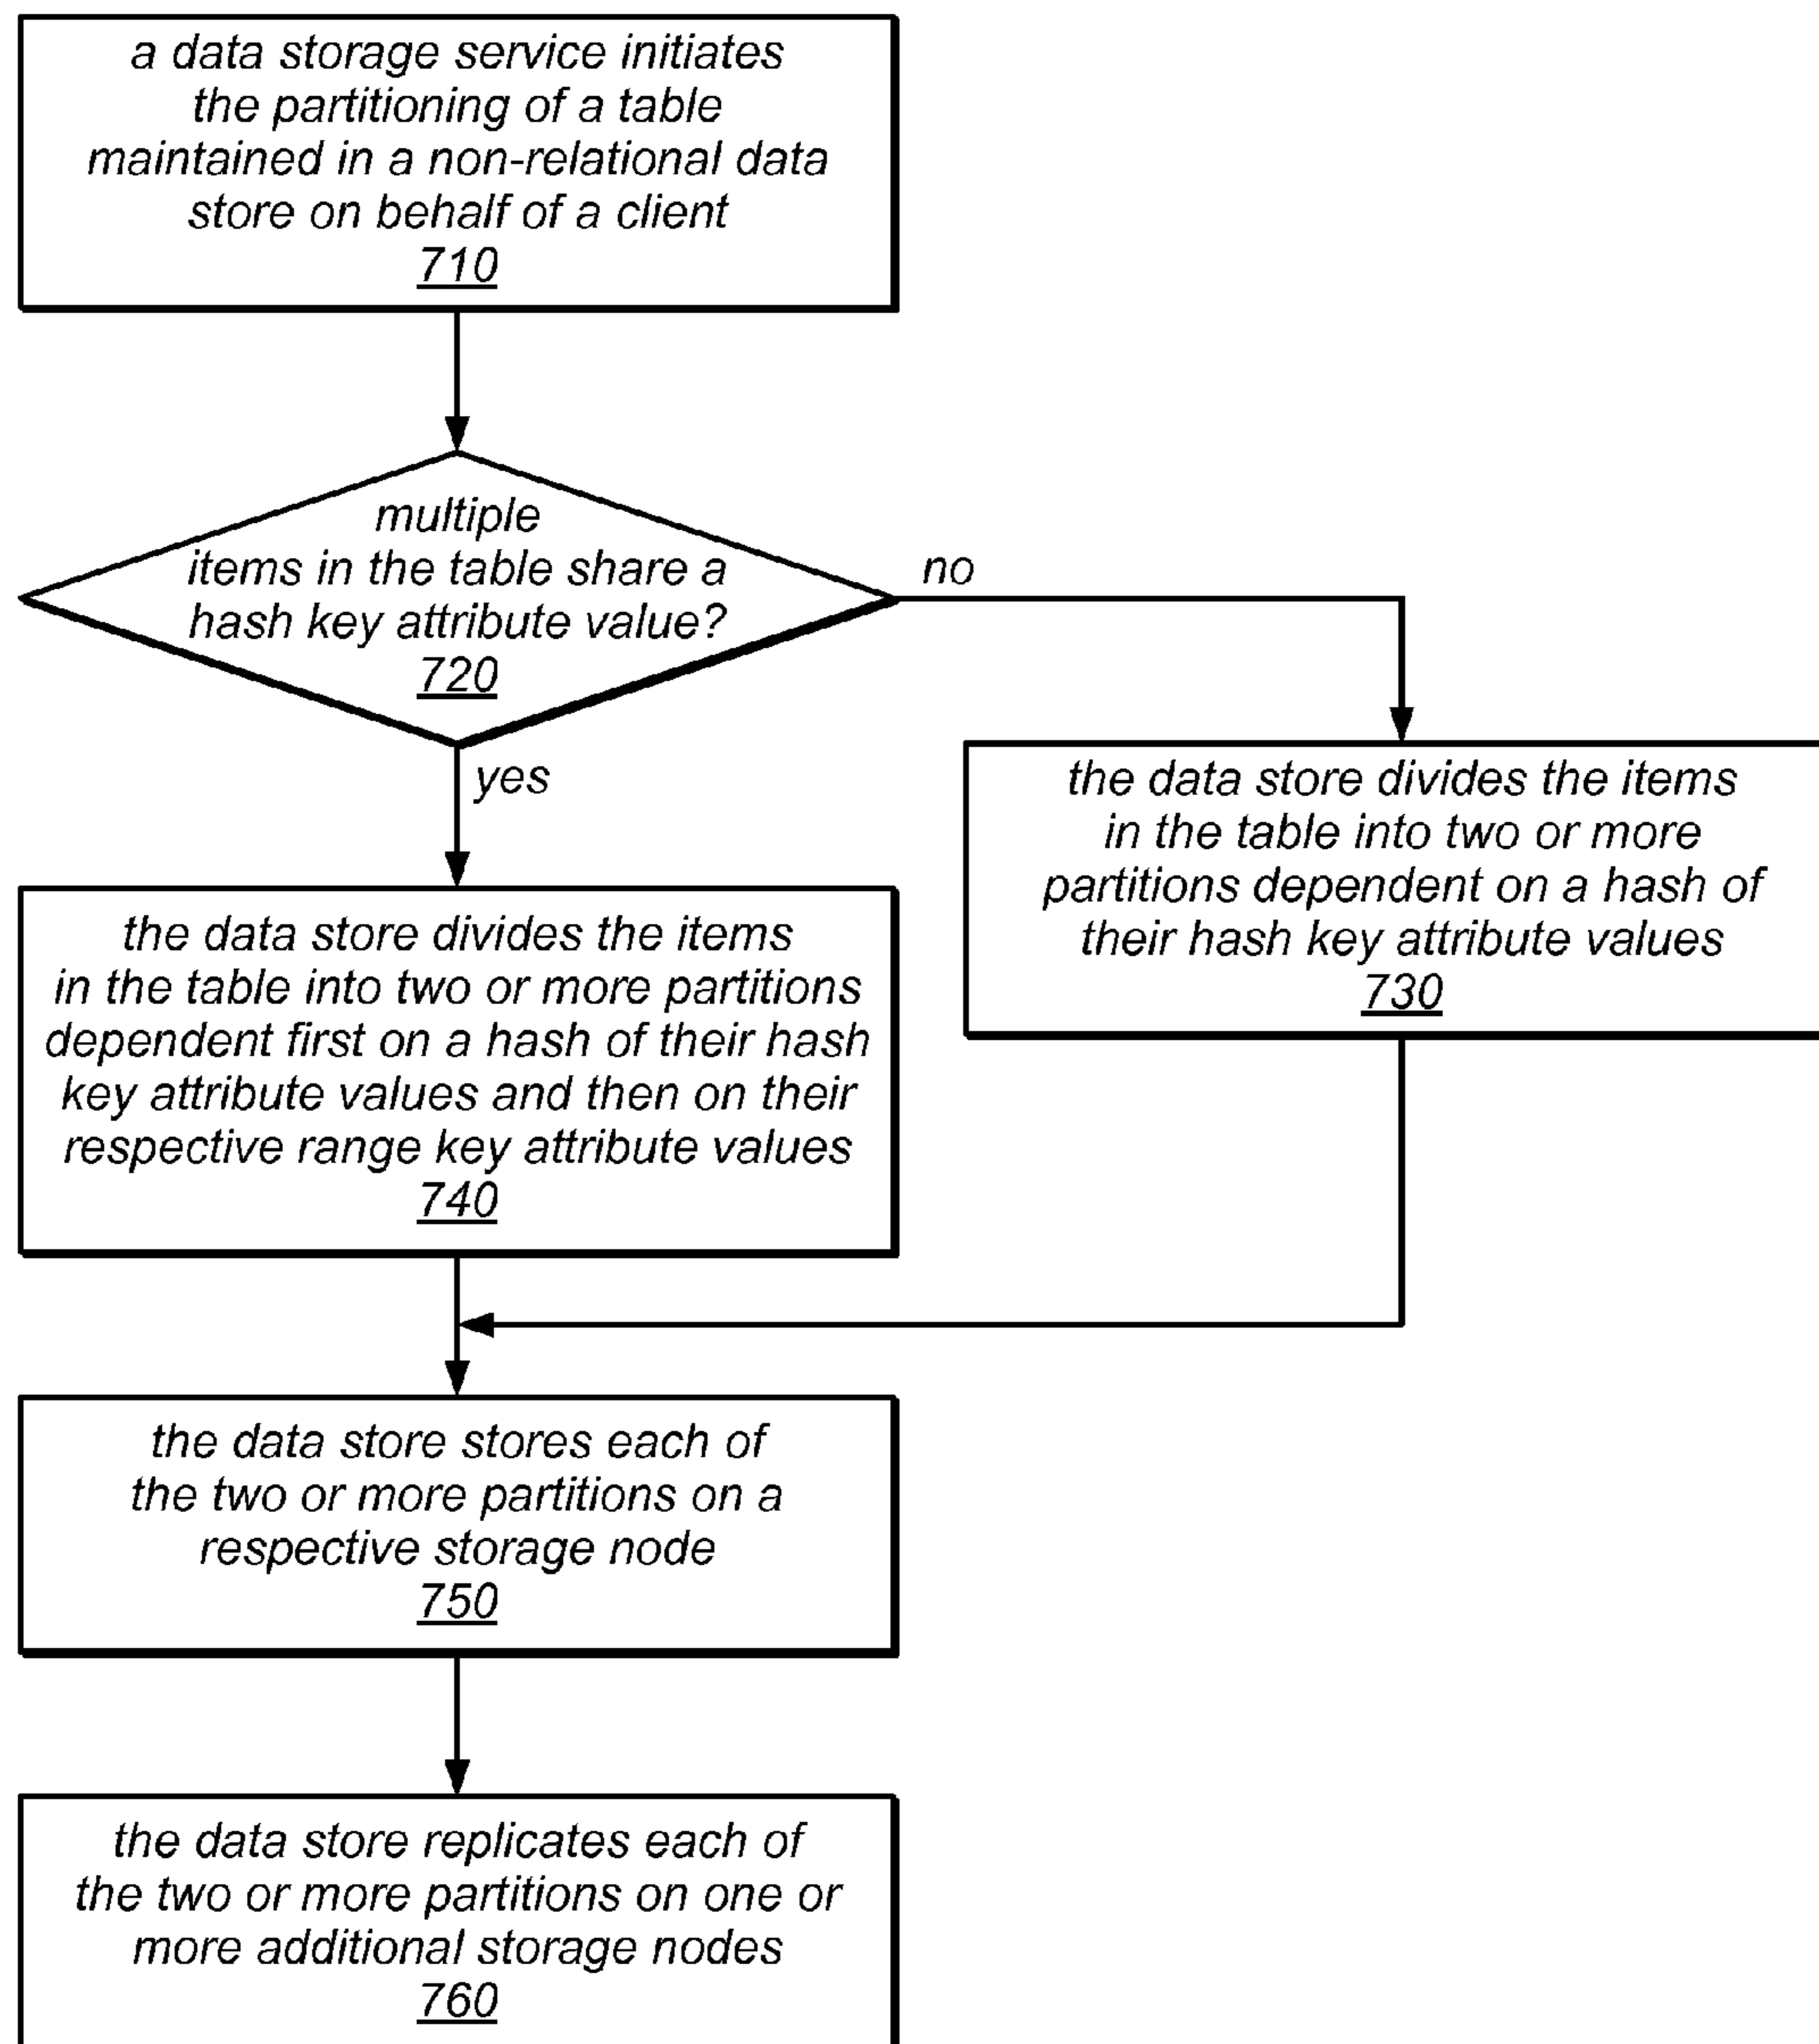 a data storage service initiates
the partitioning of a table
maintained in a non-relational data
store on behalf of a client
710
multiple
items in the table share a
hash key attribute value?
720
no
yes
the data store divides the items
in the table into two or more
partitions dependent on a hash of
their hash key attribute values
730
the data store divides the items
in the table into two or more partitions
dependent first on a hash of their hash
key attribute values and then on their
respective range key attribute values
740
the data store stores each of
the two or more partitions on a
respective storage node
750
the data store replicates each of
the two or more partitions on one or
more additional storage nodes
760